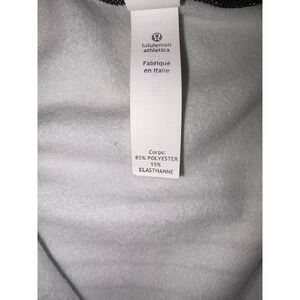 lululemon
athletica
Fabriqué
en Italie
Corps:
85% POLYESTER
15%
ELASTHANNE